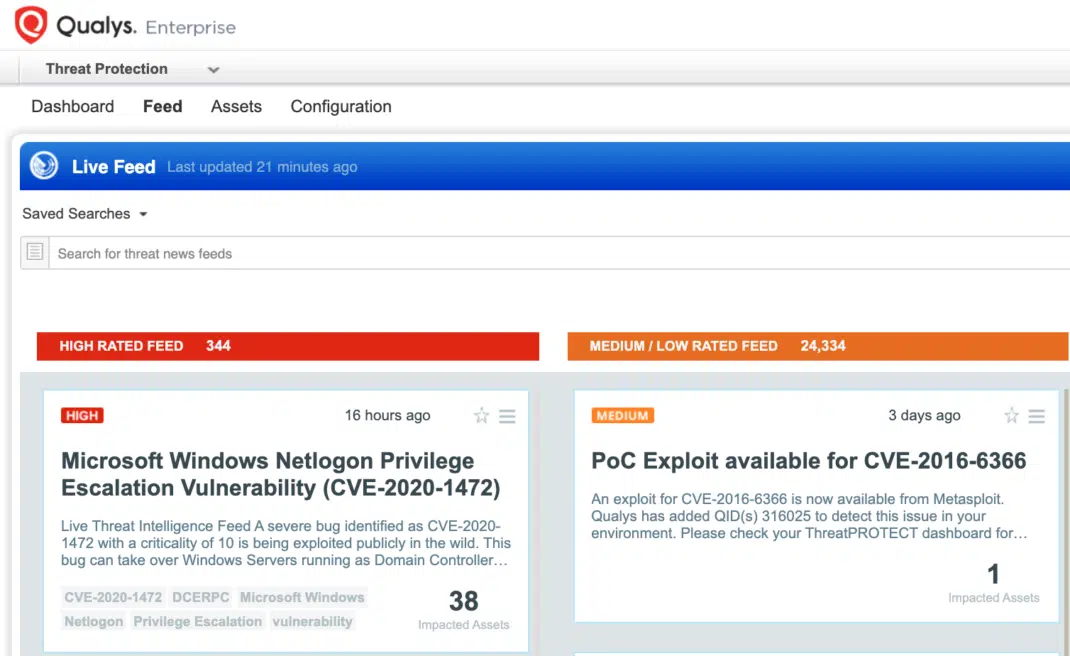 Qualys. Enterprise
Threat Protection
Dashboard Feed Assets Configuration
Live Feed Last updated 21 minutes ago
Saved Searches
Search for threat news feeds
HIGH RATED FEED 344
HIGH
16 hours ago
Microsoft Windows Netlogon Privilege
Escalation Vulnerability (CVE-2020-1472)
Live Threat Intelligence Feed A severe bug identified as CVE-2020-
1472 with a criticality of 10 is being exploited publicly in the wild. This
bug can take over Windows Servers running as Domain Controller…
CVE-2020-1472 DCERPC Microsoft Windows
Netlogon Privilege Escalation vulnerability
38
Impacted Assets
MEDIUM / LOW RATED FEED 24,334
MEDIUM
3 days ago
PoC Exploit available for CVE-2016-6366
An exploit for CVE-2016-6366 is now available from Metasploit.
Qualys has added QID(s) 316025 to detect this issue in your
environment. Please check your ThreatPROTECT dashboard for…
1
Impacted Assets